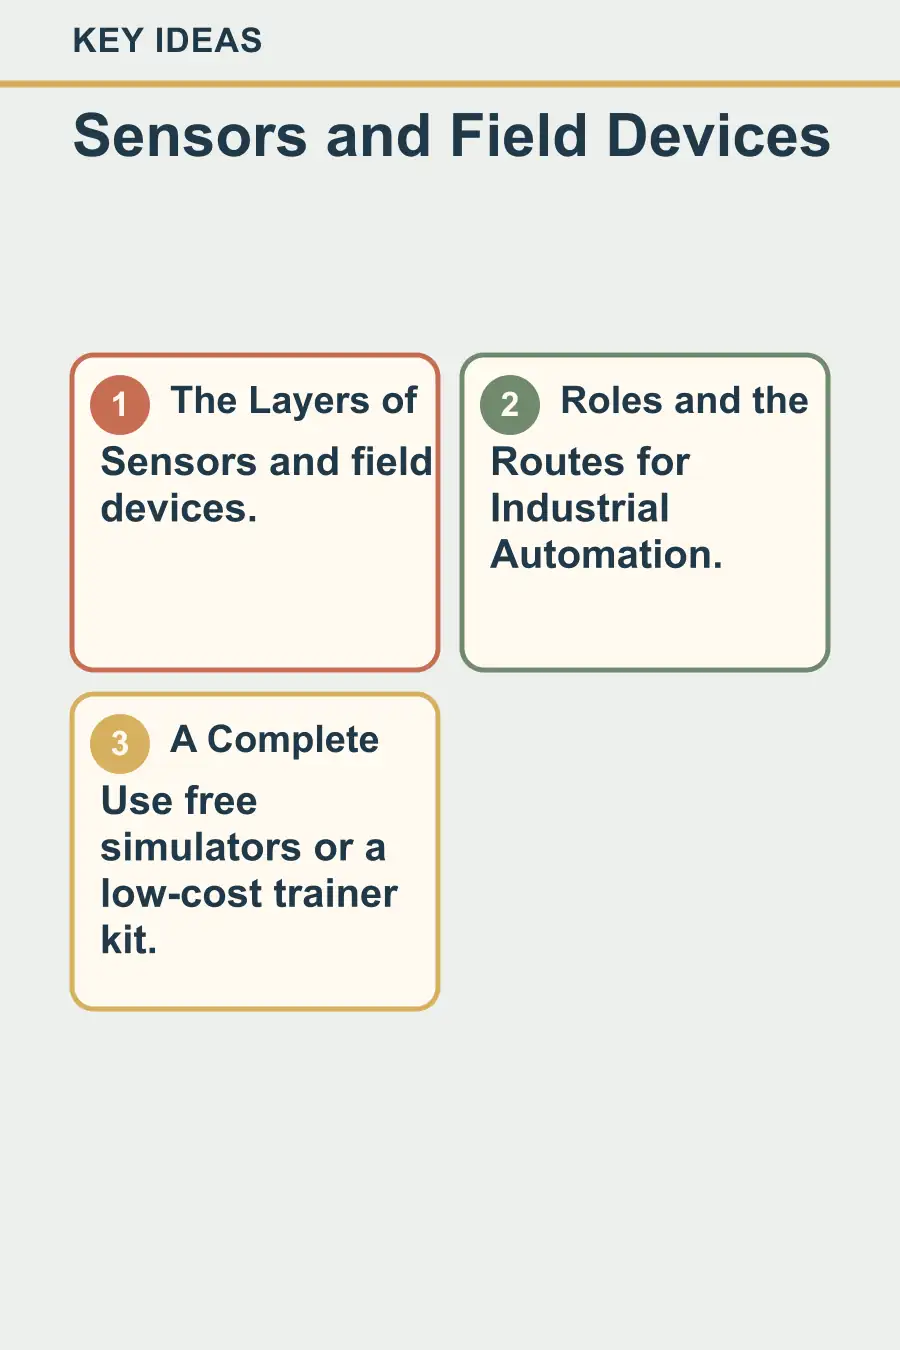 KEY IDEAS
Sensors and Field Devices
1 The Layers of
Sensors and field
devices.
2 Roles and the
Routes for
Industrial
Automation.
3 A Complete
Use free
simulators or a
low-cost trainer
kit.